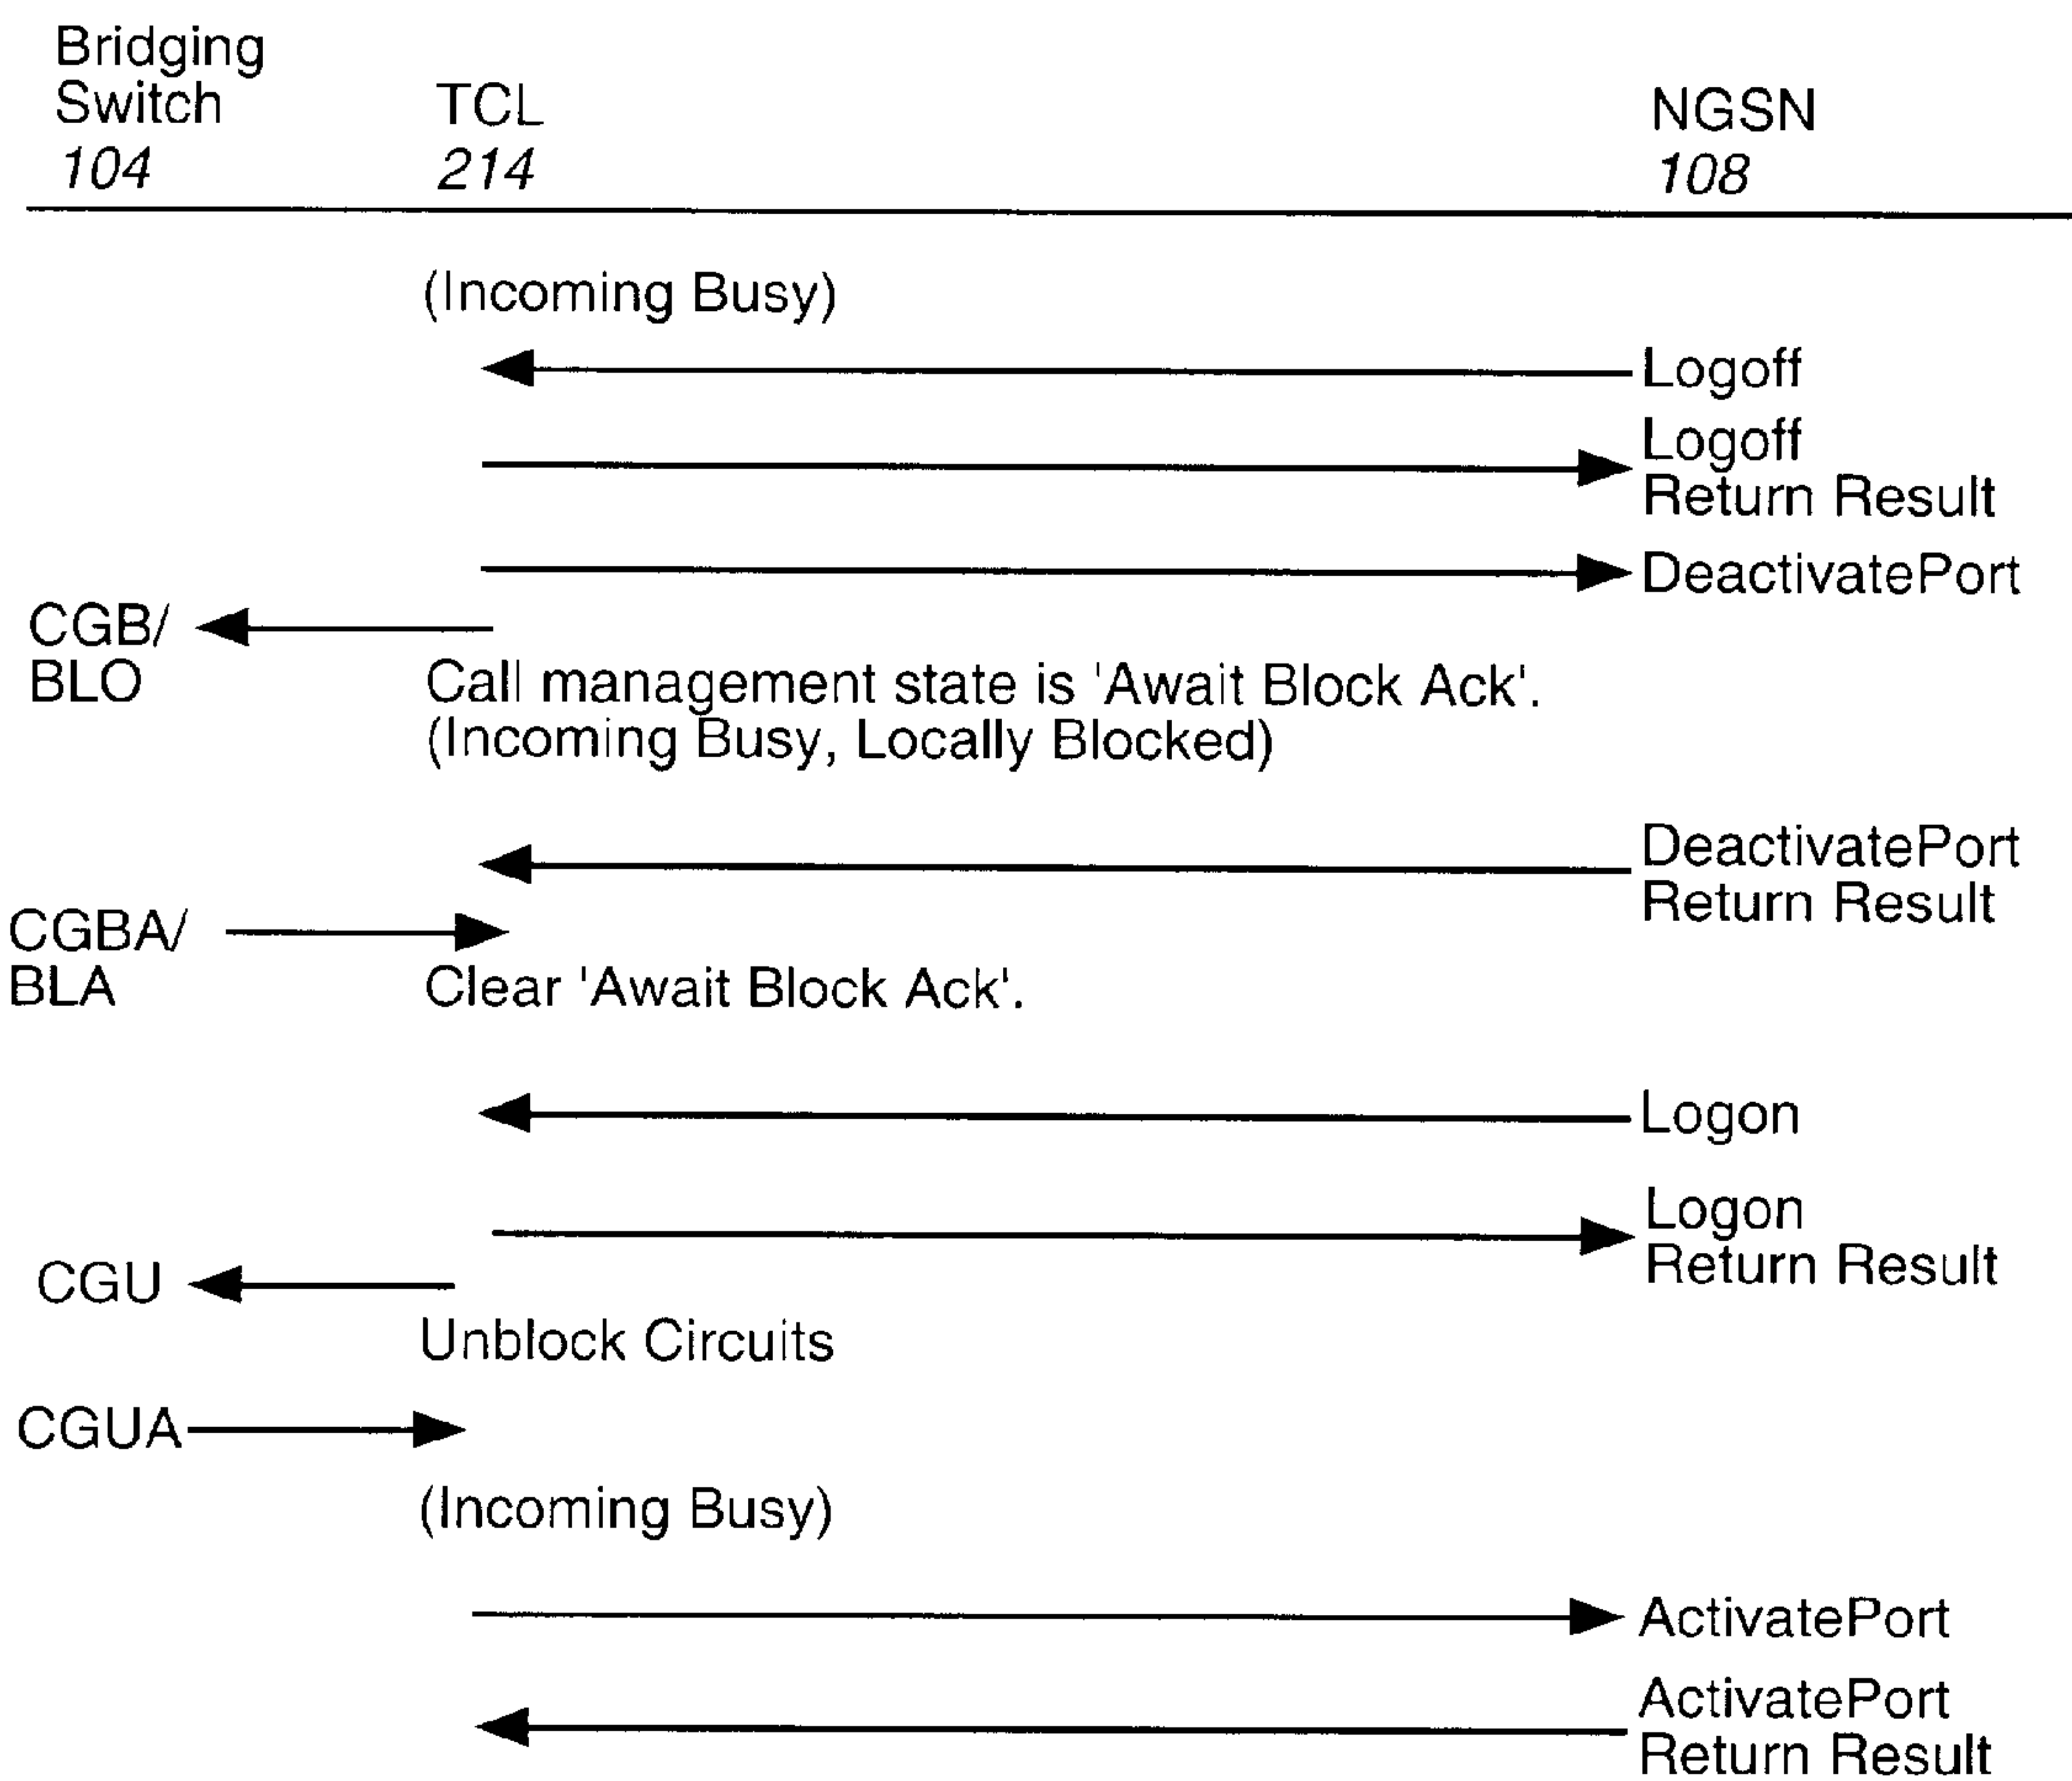 Bridging
Switch
104
TCL
214
NGSN
108
(Incoming Busy)
Logoff
Logoff
Return Result
DeactivatePort
CGB/
BLO
Call management state is 'Await Block Ack'.
(Incoming Busy, Locally Blocked)
DeactivatePort
Return Result
CGBA/
BLA
Clear 'Await Block Ack'.
Logon
Logon
Return Result
CGU
Unblock Circuits
CGUA
(Incoming Busy)
ActivatePort
ActivatePort
Return Result